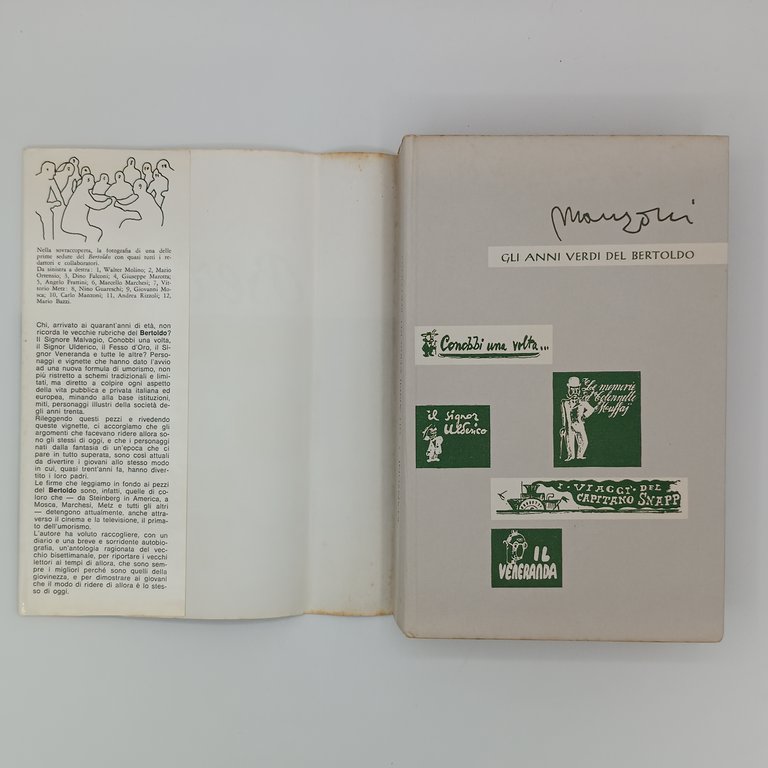 Nella sovraccoperta, la fotografia di una delle
prime sedute del Bertoldo con quasi tutti i re-
dattori e collaboratori.
Da sinistra a destra: 1, Walter Molino; 2, Mario
Ortensio; 3, Dino Falconi; 4, Giuseppe Marotta;
5, Angelo Frattini; 6, Marcello Marchesi; 7, Vit-
torio Metz; 8, Nino Guareschi; 9, Giovanni Mo-
sca; 10, Carlo Manzoni; 11, Andrea Rizzoli; 12,
Mario Bazzi.
Chi, arrivato ai quarant'anni di età, non
ricorda le vecchie rubriche del Bertoldo?
Il Signore Malvagio, Conobbi una volta,
il Signor Ulderico, il Fesso d'Oro, il Si-
gnor Veneranda e tutte le altre? Perso-
naggi e vignette che hanno dato l'avvio
ad una nuova formula di umorismo, non
più ristretto a schemi tradizionali e limi-
tati, ma diretto a colpire ogni aspetto
della vita pubblica e privata italiana ed
europea, minando alla base istituzioni,
miti, personaggi illustri della società de-
gli anni trenta.
Rileggendo questi pezzi e rivedendo
queste vignette, ci accorgiamo che gli
argomenti che facevano ridere allora so-
no gli stessi di oggi, e che i personaggi
nati dalla fantasia di un'epoca che ci
pare in tutto superata, sono così attuali
da divertire i giovani allo stesso modo
in cui, quasi trent'anni fa, hanno diver-
tito i loro padri.
Le firme che leggiamo in fondo ai pezzi
del Bertoldo sono, infatti, quelle di co-
loro che — da Steinberg in America, a
Mosca, Marchesi, Metz e tutti gli altri
— detengono attualmente, anche attra-
verso il cinema e la televisione, il prima-
to dell'umorismo.
L'autore ha voluto raccogliere, con un
diario e una breve e sorridente autobio-
grafia, un'antologia ragionata del vec-
chio bisettimanale, per riportare i vecchi
lettori ai tempi di allora, che sono sem-
pre i migliori perché sono quelli della
giovinezza, e per dimostrare ai giovani
che il modo di ridere di allora è lo stes-
so di oggi.
Manzoni
GLI ANNI VERDI DEL BERTOLDO
Conobbi una volta...
Le memorie
il Signor
Ulderico
I VIAGGI DEL
CAPITANO SNAPP
IL
VENERANDA